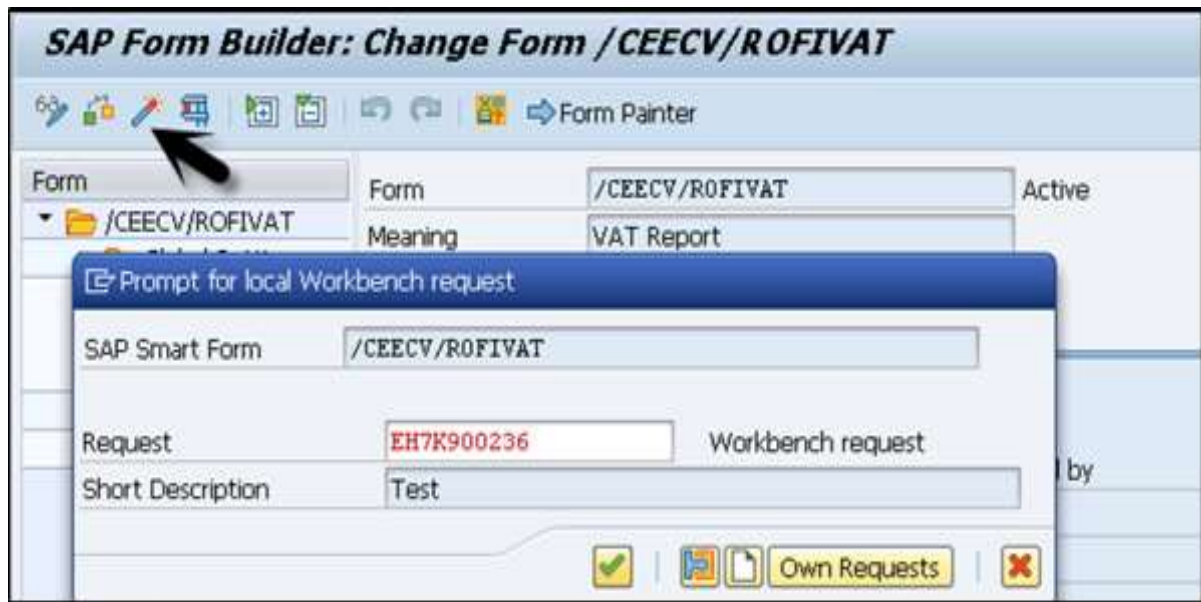 SAP Form Builder: Change Form /CEECV/ROFIVAT
Form Painter
Form
/CEECV/ROFIVAT
Form /CEECV/ROFIVAT Active
Meaning VAT Report
Prompt for local Workbench request
SAP Smart Form /CEECV/ROFIVAT
Request EH7K900236 Workbench request
Short Description Test
by
Own Requests